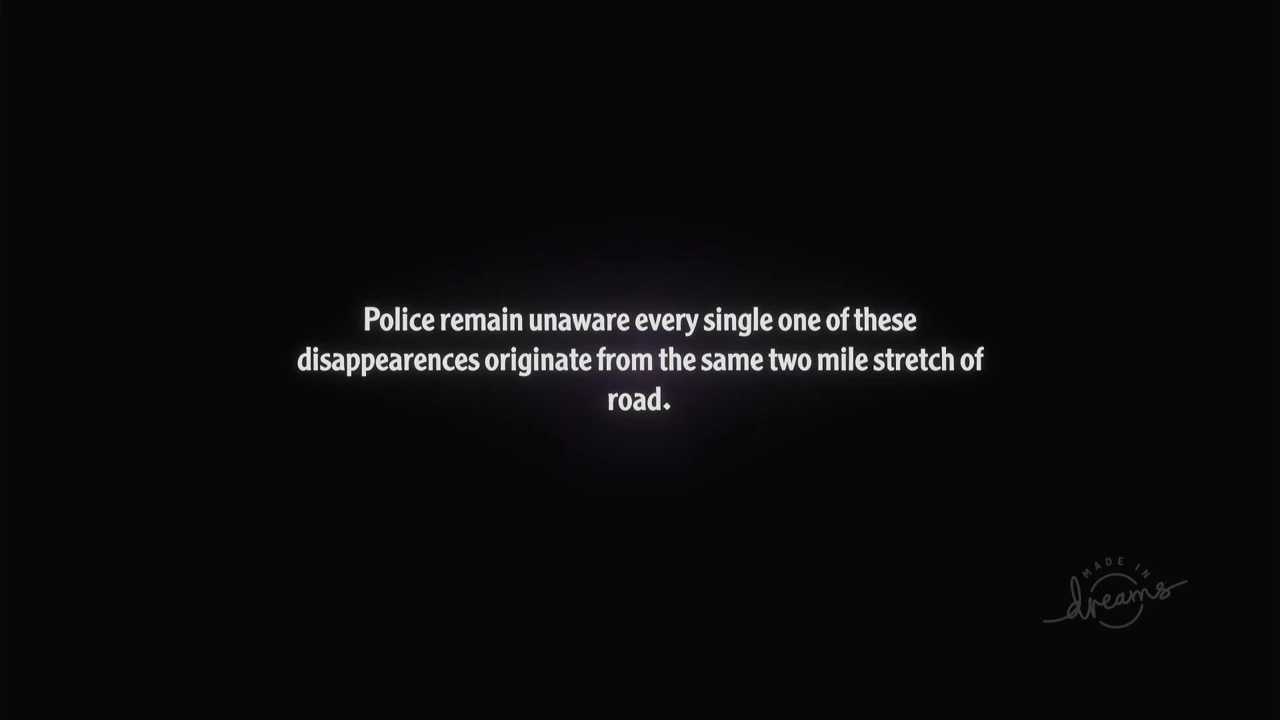 Police remain unaware every single one of these
disappearences originate from the same two mile stretch of
road.
MADE IN
dreams